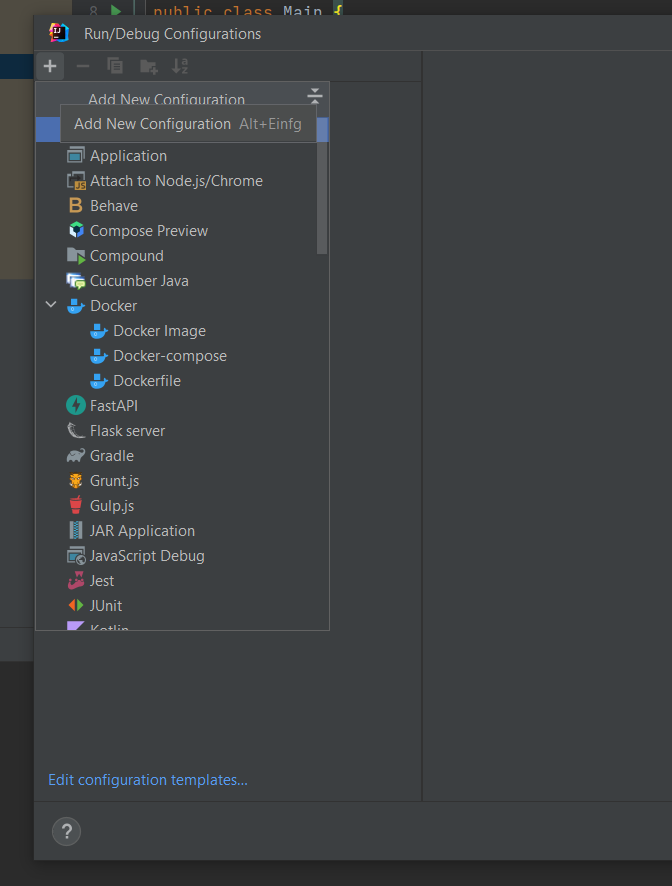 8 public class Main {
Run/Debug Configurations
Add New Configuration
Add New Configuration Alt+Einfg
Application
Attach to Node.js/Chrome
Behave
Compose Preview
Compound
Cucumber Java
Docker
Docker Image
Docker-compose
Dockerfile
FastAPI
Flask server
Gradle
Grunt.js
Gulp.js
JAR Application
JavaScript Debug
Jest
JUnit
Kotlin
Edit configuration templates...
?